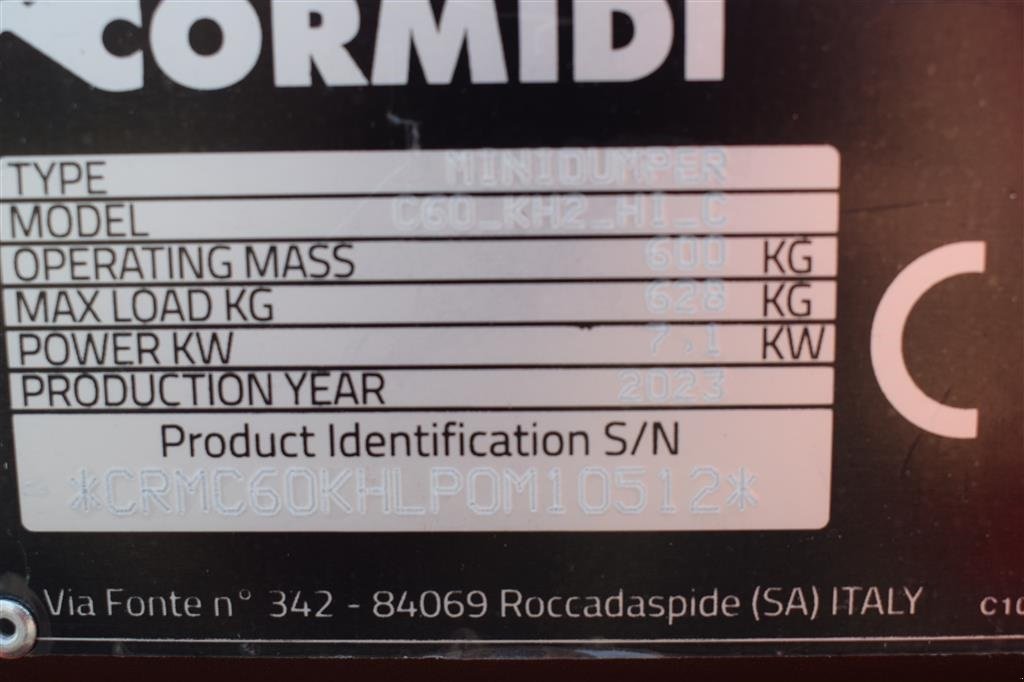 CORMIDI
TYPE MINIDUMPER
MODEL C60_KH2_HI_C
OPERATING MASS 600 KG
MAX LOAD KG 628 KG
POWER KW 7,1 KW
PRODUCTION YEAR 2023
Product Identification S/N
*CRMC60KHLP0M10512*
Via Fonte n° 342 - 84069 Roccadaspide (SA) ITALY